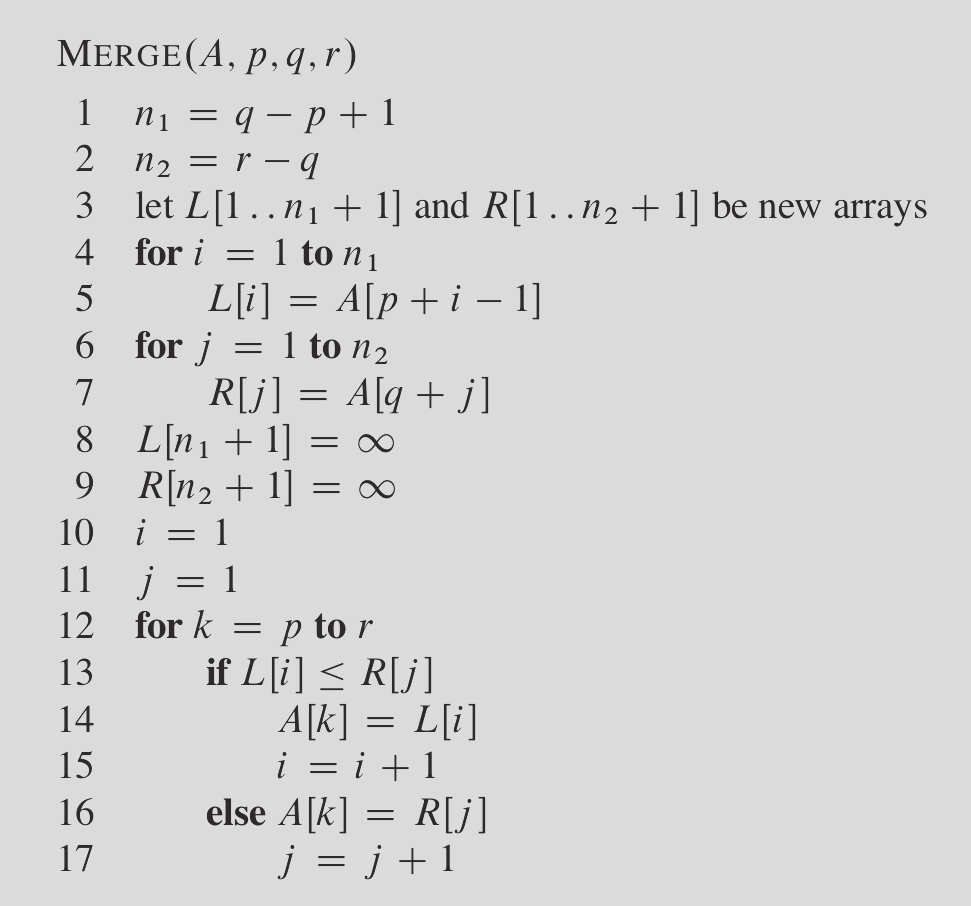 MERGE(A, p, q, r)
1 n₁ = q − p + 1
2 n₂ = r − q
3 let L[1 . . n₁ + 1] and R[1 . . n₂ + 1] be new arrays
4 for i = 1 to n₁
5 L[i] = A[p + i − 1]
6 for j = 1 to n₂
7 R[j] = A[q + j]
8 L[n₁ + 1] = ∞
9 R[n₂ + 1] = ∞
10 i = 1
11 j = 1
12 for k = p to r
13 if L[i] ≤ R[j]
14 A[k] = L[i]
15 i = i + 1
16 else A[k] = R[j]
17 j = j + 1